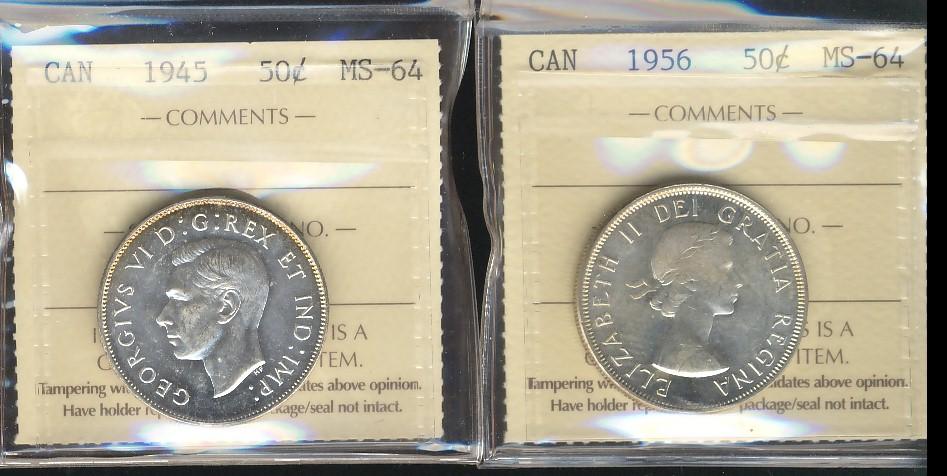 CAN 1945 50¢ MS-64
— COMMENTS —
NO. —
GEORGIVS VI D:G:REX ET IND:IMP:
HP
IS A
TEM.
Tampering dates above opinion.
Have holder package/seal not intact.
CAN 1956 50¢ MS-64
— COMMENTS —
NO. —
ELIZABETH II DEI GRATIA REGINA
IS A
ITEM.
Tampering dates above opinion.
Have holder package/seal not intact.